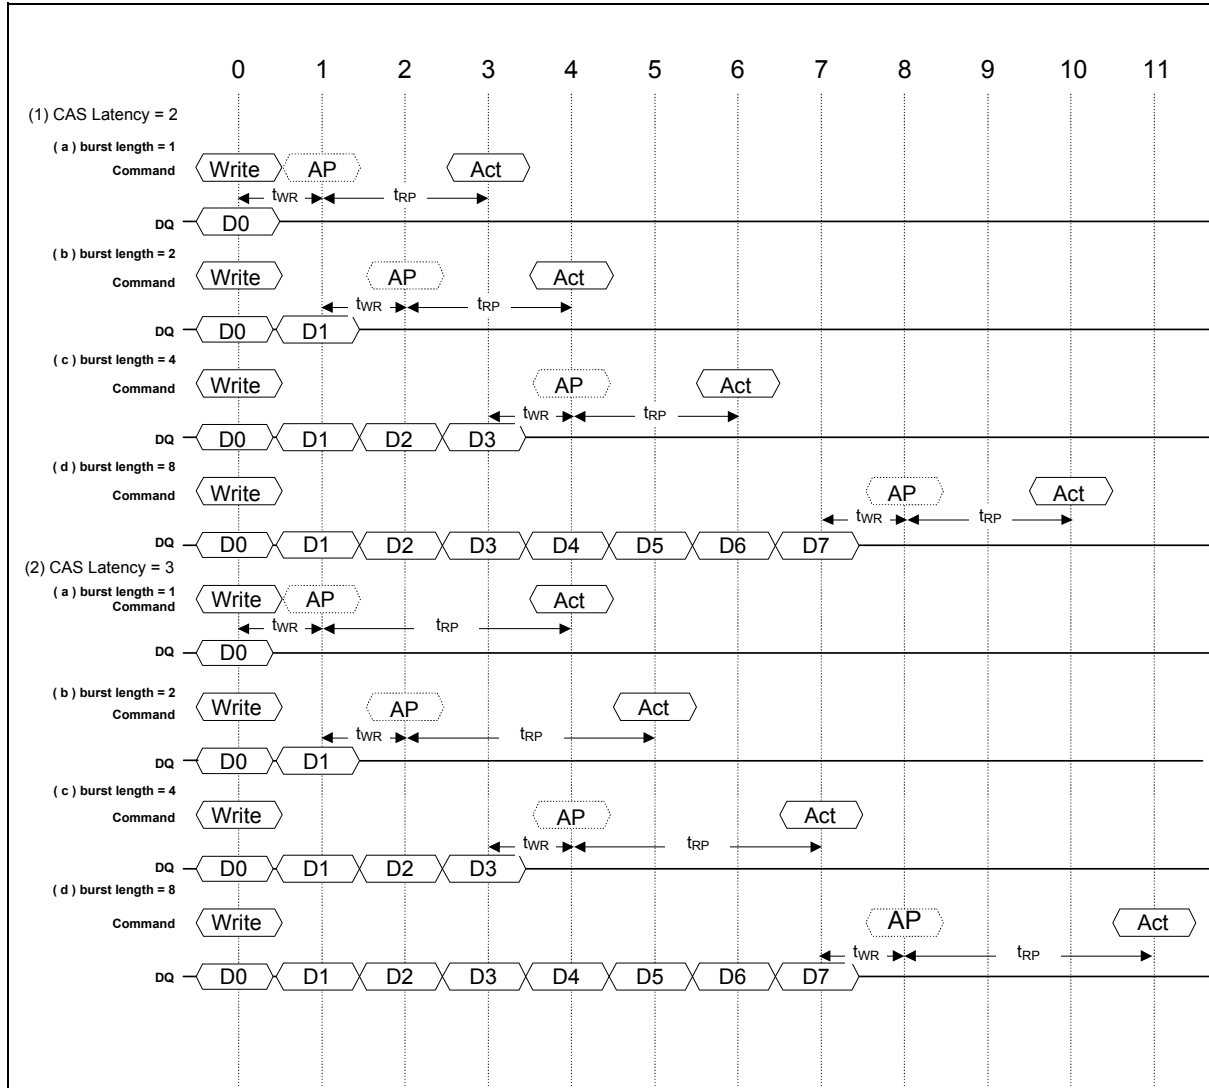 0 1 2 3 4 5 6 7 8 9 10 11
(1) CAS Latency = 2
( a ) burst length = 1
Command Write AP Act
tWR tRP
DQ D0
( b ) burst length = 2
Command Write AP Act
tWR tRP
DQ D0 D1
( c ) burst length = 4
Command Write AP Act
tWR tRP
DQ D0 D1 D2 D3
( d ) burst length = 8
Command Write AP Act
tWR tRP
DQ D0 D1 D2 D3 D4 D5 D6 D7
(2) CAS Latency = 3
( a ) burst length = 1
Command Write AP Act
tWR tRP
DQ D0
( b ) burst length = 2
Command Write AP Act
tWR tRP
DQ D0 D1
( c ) burst length = 4
Command Write AP Act
tWR tRP
DQ D0 D1 D2 D3
( d ) burst length = 8
Command Write AP Act
tWR tRP
DQ D0 D1 D2 D3 D4 D5 D6 D7